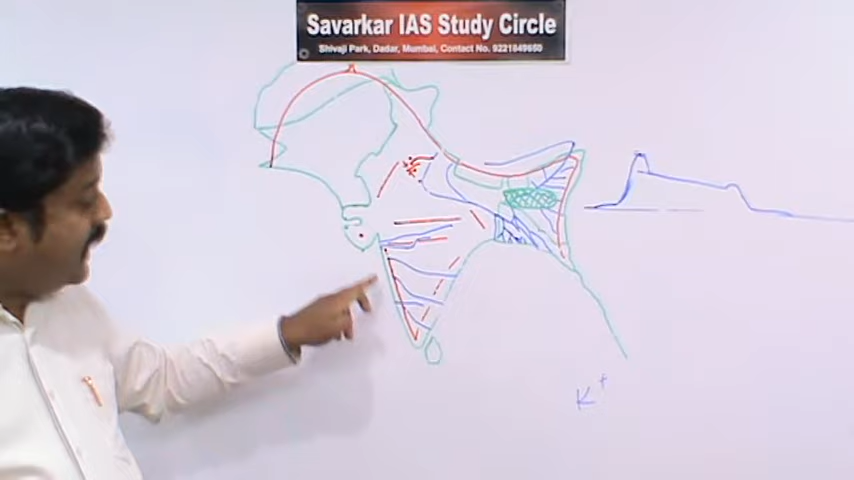 Savarkar IAS Study Circle
Shivaji Park, Dadar, Mumbai, Contact No. 9221849650
K+